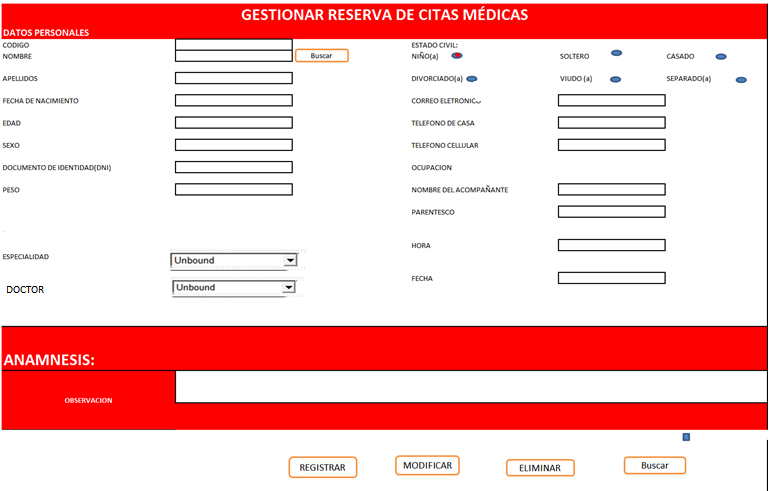 GESTIONAR RESERVA DE CITAS MÉDICAS
DATOS PERSONALES
CODIGO
ESTADO CIVIL:
NOMBRE
Buscar
NIÑO(a)
SOLTERO
CASADO
APELLIDOS
DIVORCIADO(a)
VIUDO (a)
SEPARADO(a)
FECHA DE NACIMIENTO
CORREO ELETRONICO
EDAD
TELEFONO DE CASA
SEXO
TELEFONO CELLULAR
DOCUMENTO DE IDENTIDAD(DNI)
OCUPACION
PESO
NOMBRE DEL ACOMPAÑANTE
PARENTESCO
HORA
ESPECIALIDAD
Unbound
FECHA
DOCTOR
Unbound
ANAMNESIS:
OBSERVACION
REGISTRAR
MODIFICAR
ELIMINAR
Buscar